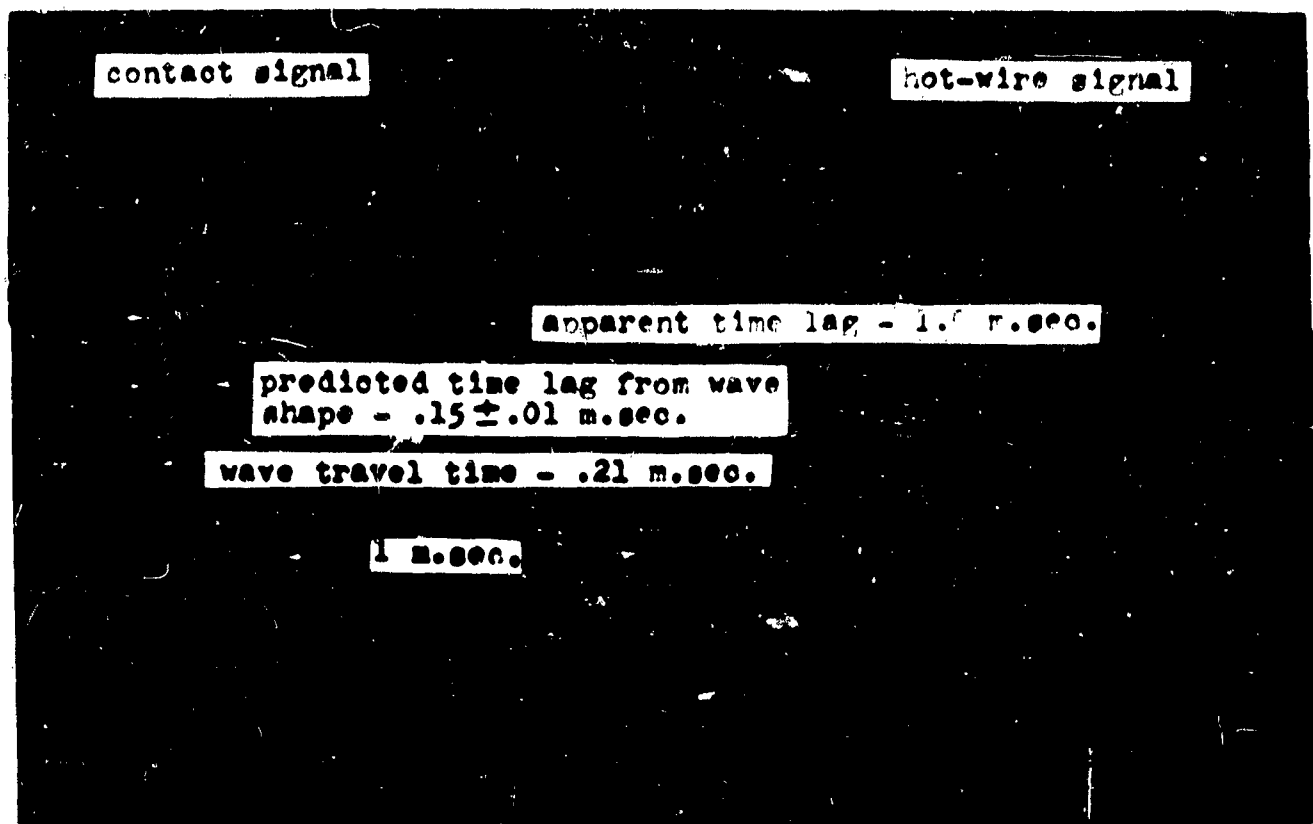 contact signal
hot-wire signal
apparent time lag - m.sec.
predicted time lag from wave
shape - .15 ± .01 m.sec.
wave travel time - .21 m.sec.
1 m.sec.